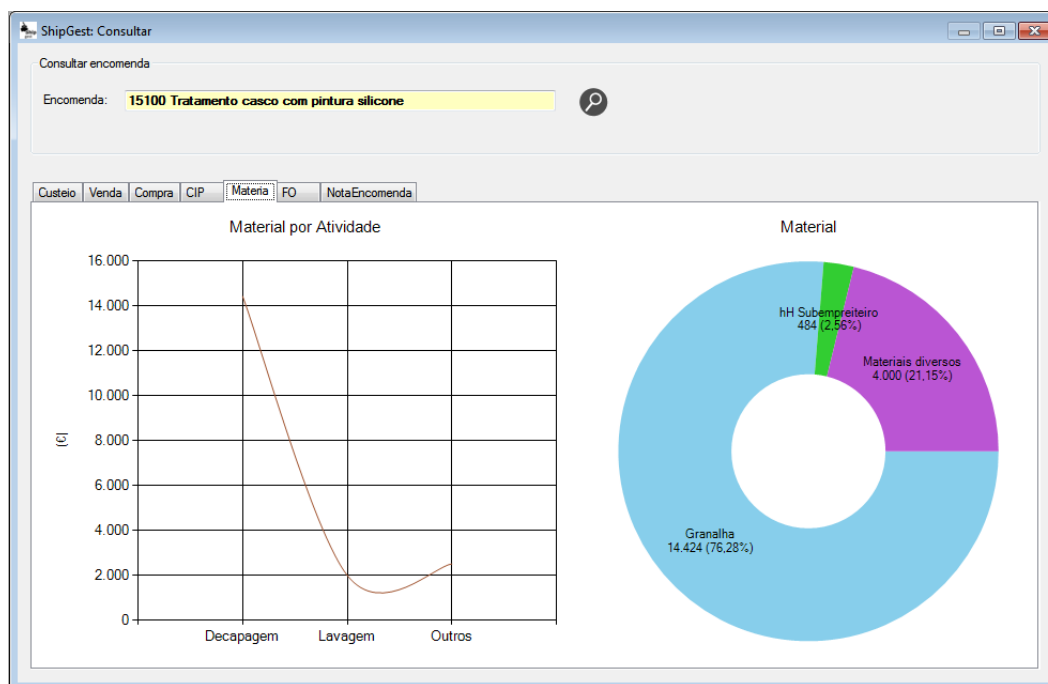 ShipGest: Consultar
Consultar encomenda
Encomenda: 15100 Tratamento casco com pintura silicone
Custeio Venda Compra CIP Materia FO NotaEncomenda
Material por Atividade
16.000
14.000
12.000
10.000
8.000
6.000
4.000
2.000
0
(€)
Decapagem Lavagem Outros
Material
hH Subempreiteiro
484 (2,56%)
Materiais diversos
4.000 (21,15%)
Granalha
14.424 (76,28%)